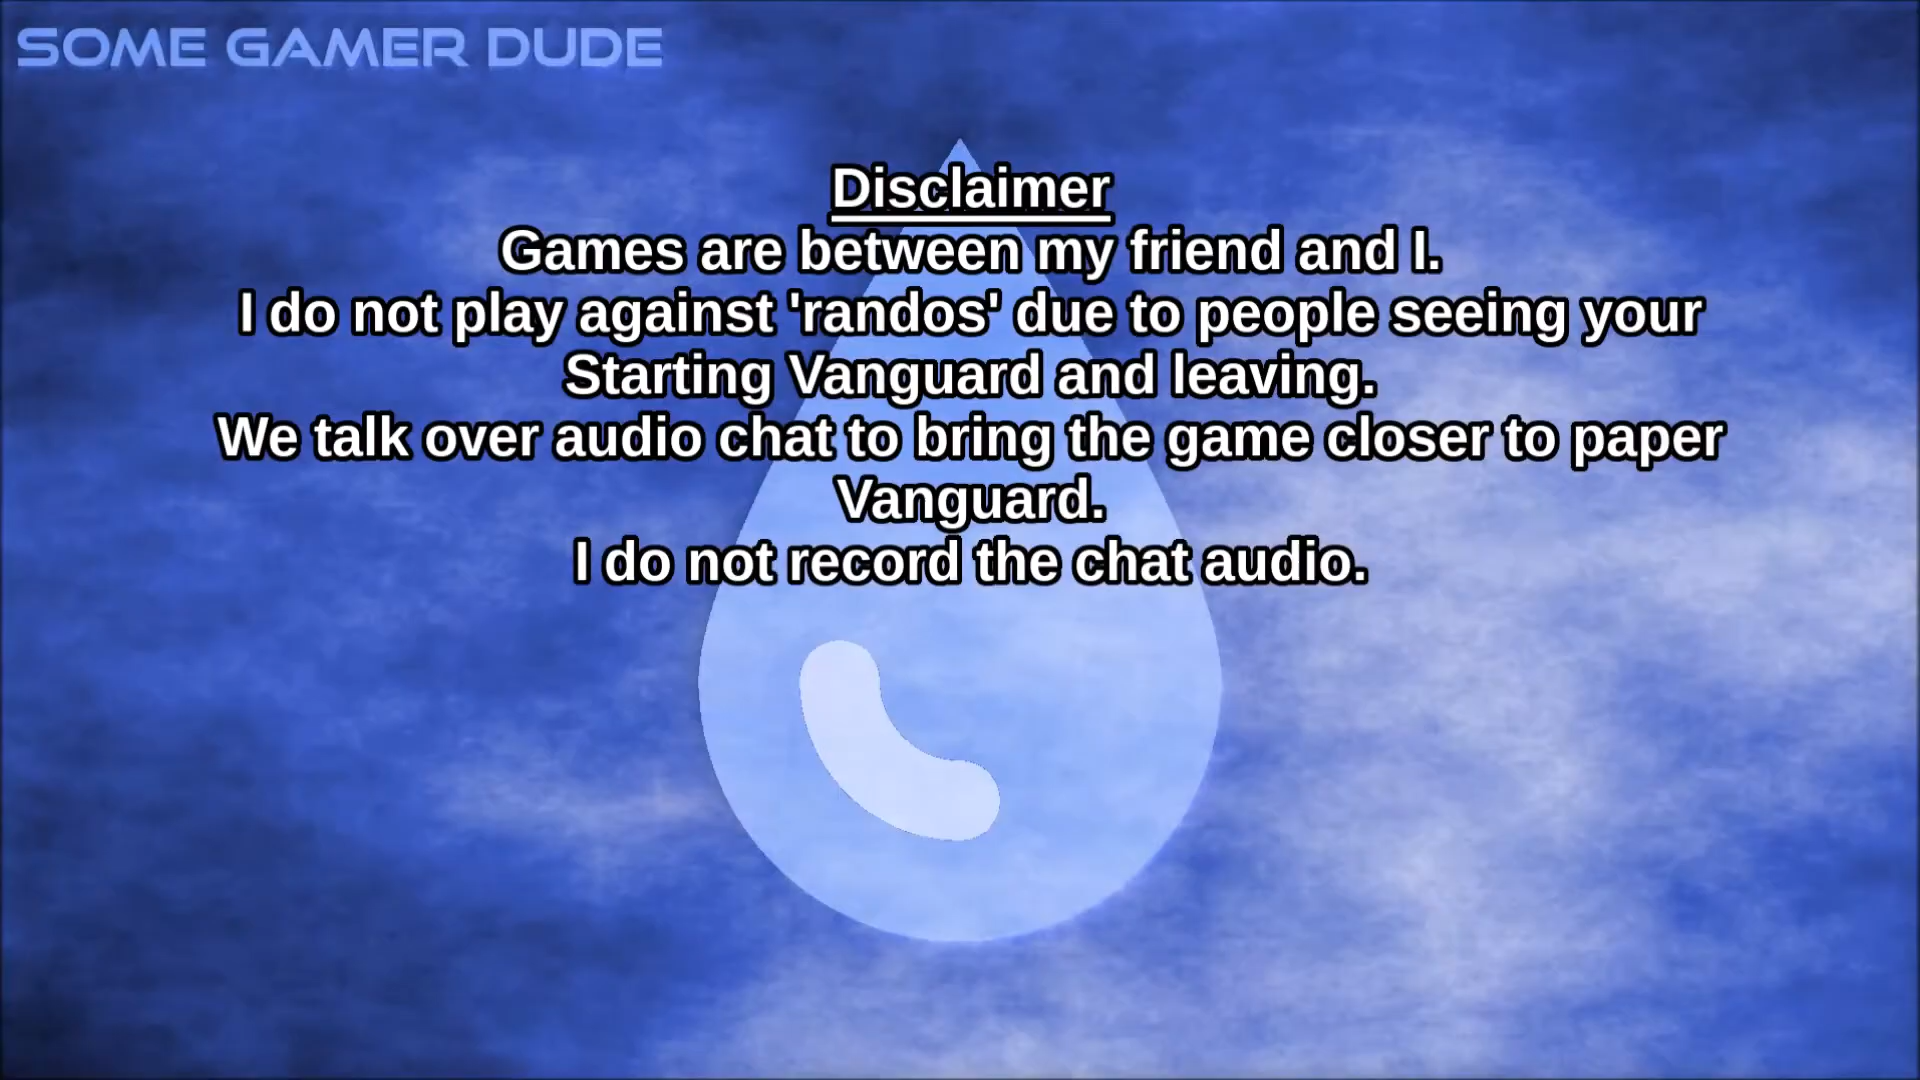 SOME GAMER DUDE
Disclaimer
Games are between my friend and I.
I do not play against 'randos' due to people seeing your
Starting Vanguard and leaving.
We talk over audio chat to bring the game closer to paper
Vanguard.
I do not record the chat audio.